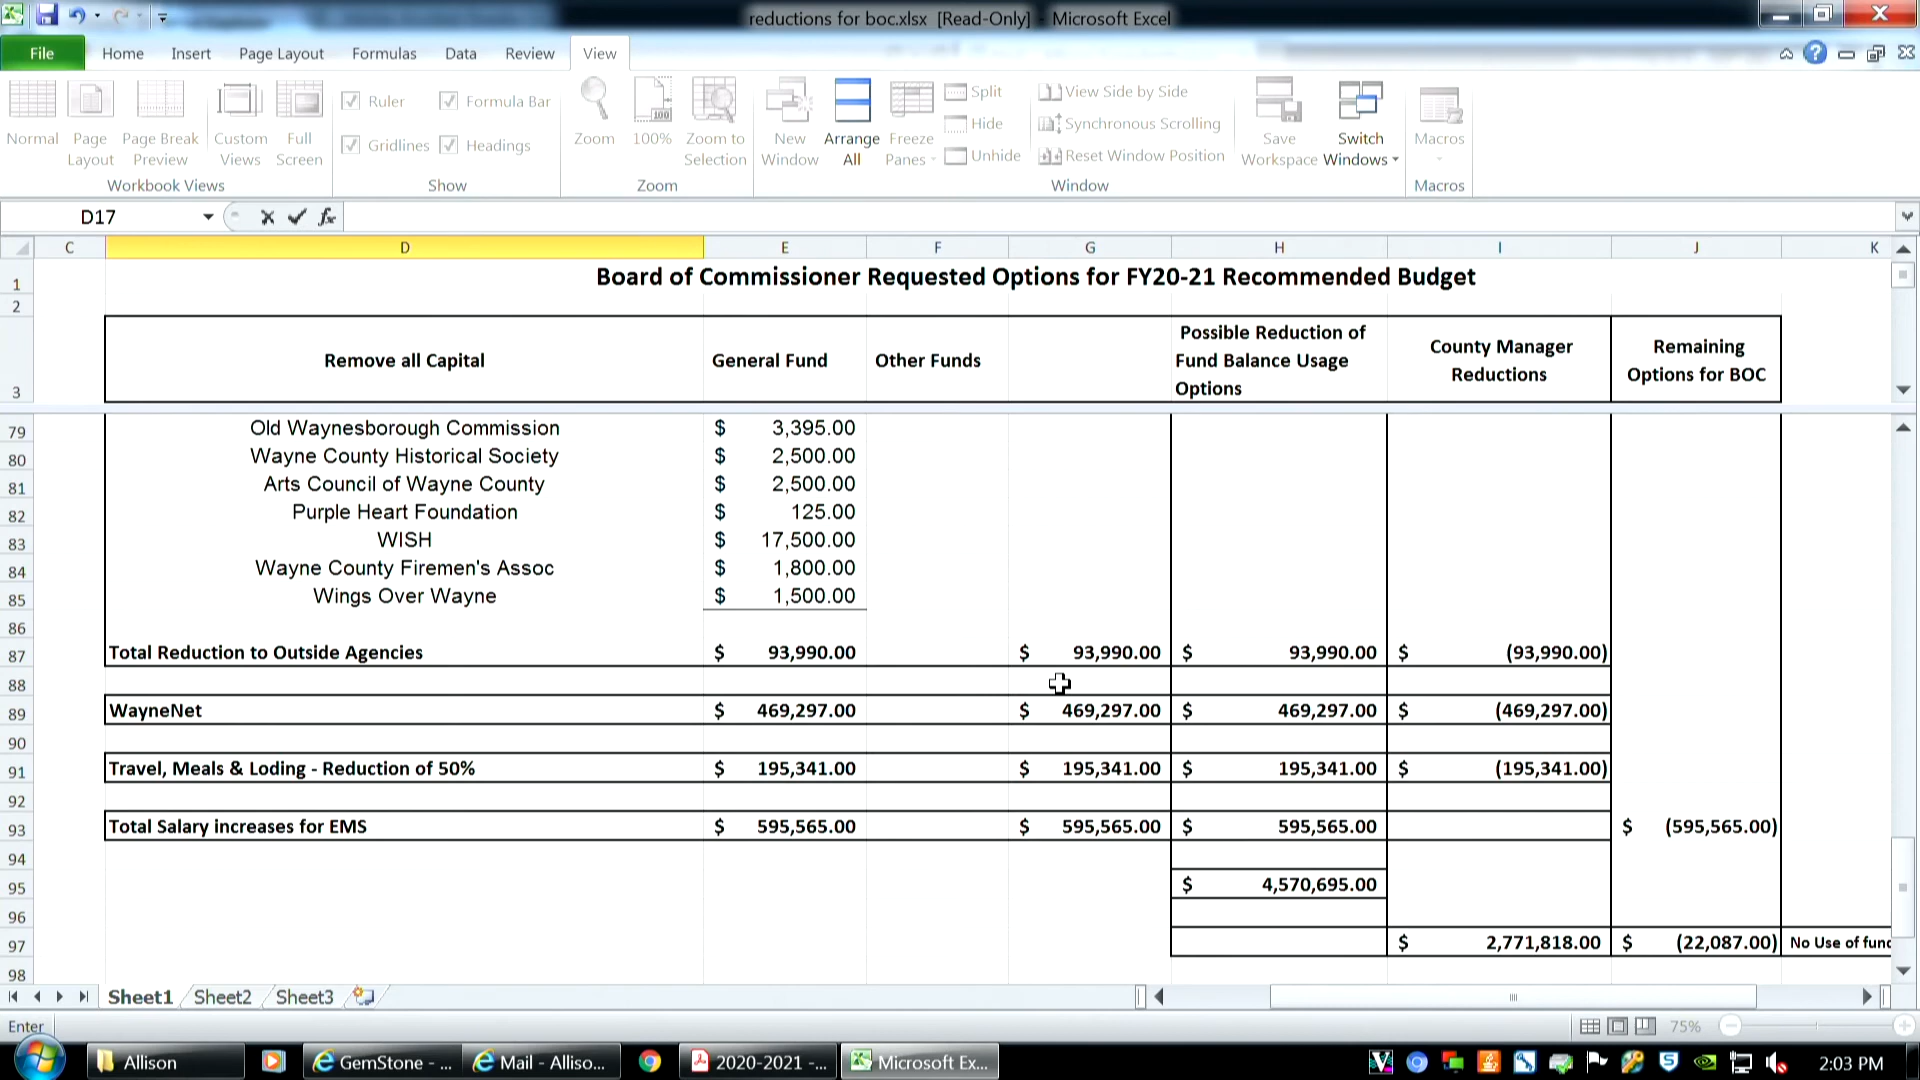 reductions for boc.xlsx [Read-Only] - Microsoft Excel
File Home Insert Page Layout Formulas Data Review View
Normal Page Layout Page Break Preview Custom Views Full Screen
Workbook Views
Ruler Formula Bar
Gridlines Headings
Show
Zoom 100% Zoom to Selection
Zoom
New Window Arrange All Freeze Panes
Split
Hide
Unhide
View Side by Side
Synchronous Scrolling
Reset Window Position
Save Workspace Switch Windows
Window
Macros
Macros
D17 fx
C D E F G H I J K
1 Board of Commissioner Requested Options for FY20-21 Recommended Budget
2
3 Remove all Capital General Fund Other Funds Possible Reduction of Fund Balance Usage Options County Manager Reductions Remaining Options for BOC
79 Old Waynesborough Commission $ 3,395.00
80 Wayne County Historical Society $ 2,500.00
81 Arts Council of Wayne County $ 2,500.00
82 Purple Heart Foundation $ 125.00
83 WISH $ 17,500.00
84 Wayne County Firemen's Assoc $ 1,800.00
85 Wings Over Wayne $ 1,500.00
86
87 Total Reduction to Outside Agencies $ 93,990.00 $ 93,990.00 $ 93,990.00 $ (93,990.00)
88
89 WayneNet $ 469,297.00 $ 469,297.00 $ 469,297.00 $ (469,297.00)
90
91 Travel, Meals & Loding - Reduction of 50% $ 195,341.00 $ 195,341.00 $ 195,341.00 $ (195,341.00)
92
93 Total Salary increases for EMS $ 595,565.00 $ 595,565.00 $ 595,565.00 $ (595,565.00)
94
95 $ 4,570,695.00
96
97 $ 2,771,818.00 $ (22,087.00) No Use of func
98
Sheet1 Sheet2 Sheet3
Enter 75%
Allison GemStone - ... Mail - Alliso... 2020-2021 -... Microsoft Ex... 2:03 PM